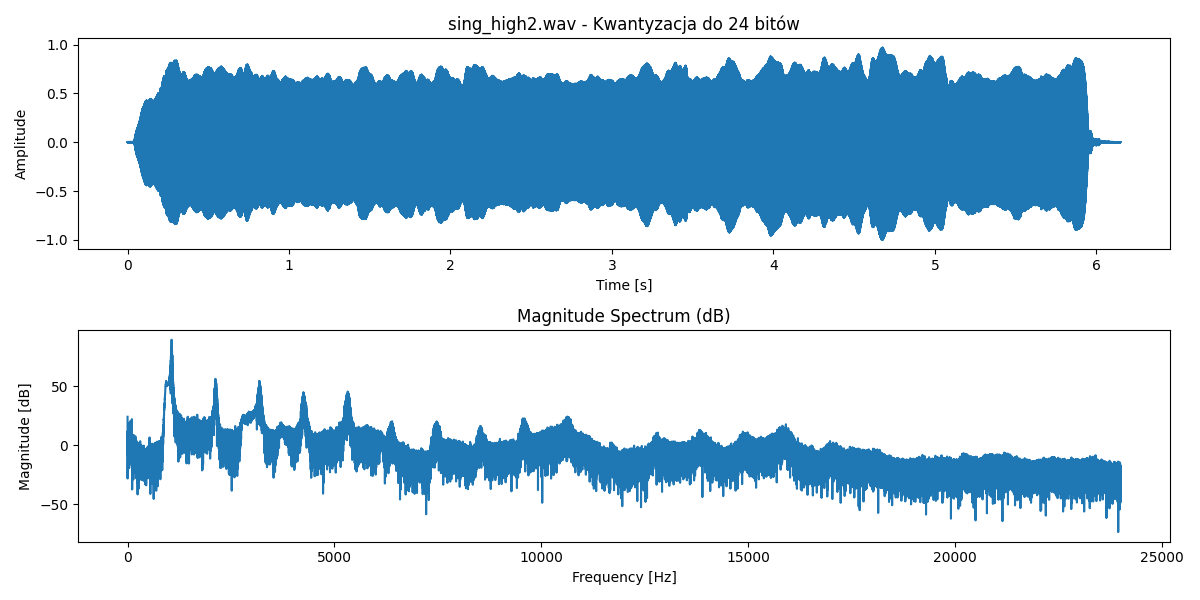 sing_high2.wav - Kwantyzacja do 24 bitów
1.0
0.5
0.0
−0.5
−1.0
Amplitude
0 1 2 3 4 5 6
Time [s]
Magnitude Spectrum (dB)
50
0
−50
Magnitude [dB]
0 5000 10000 15000 20000 25000
Frequency [Hz]